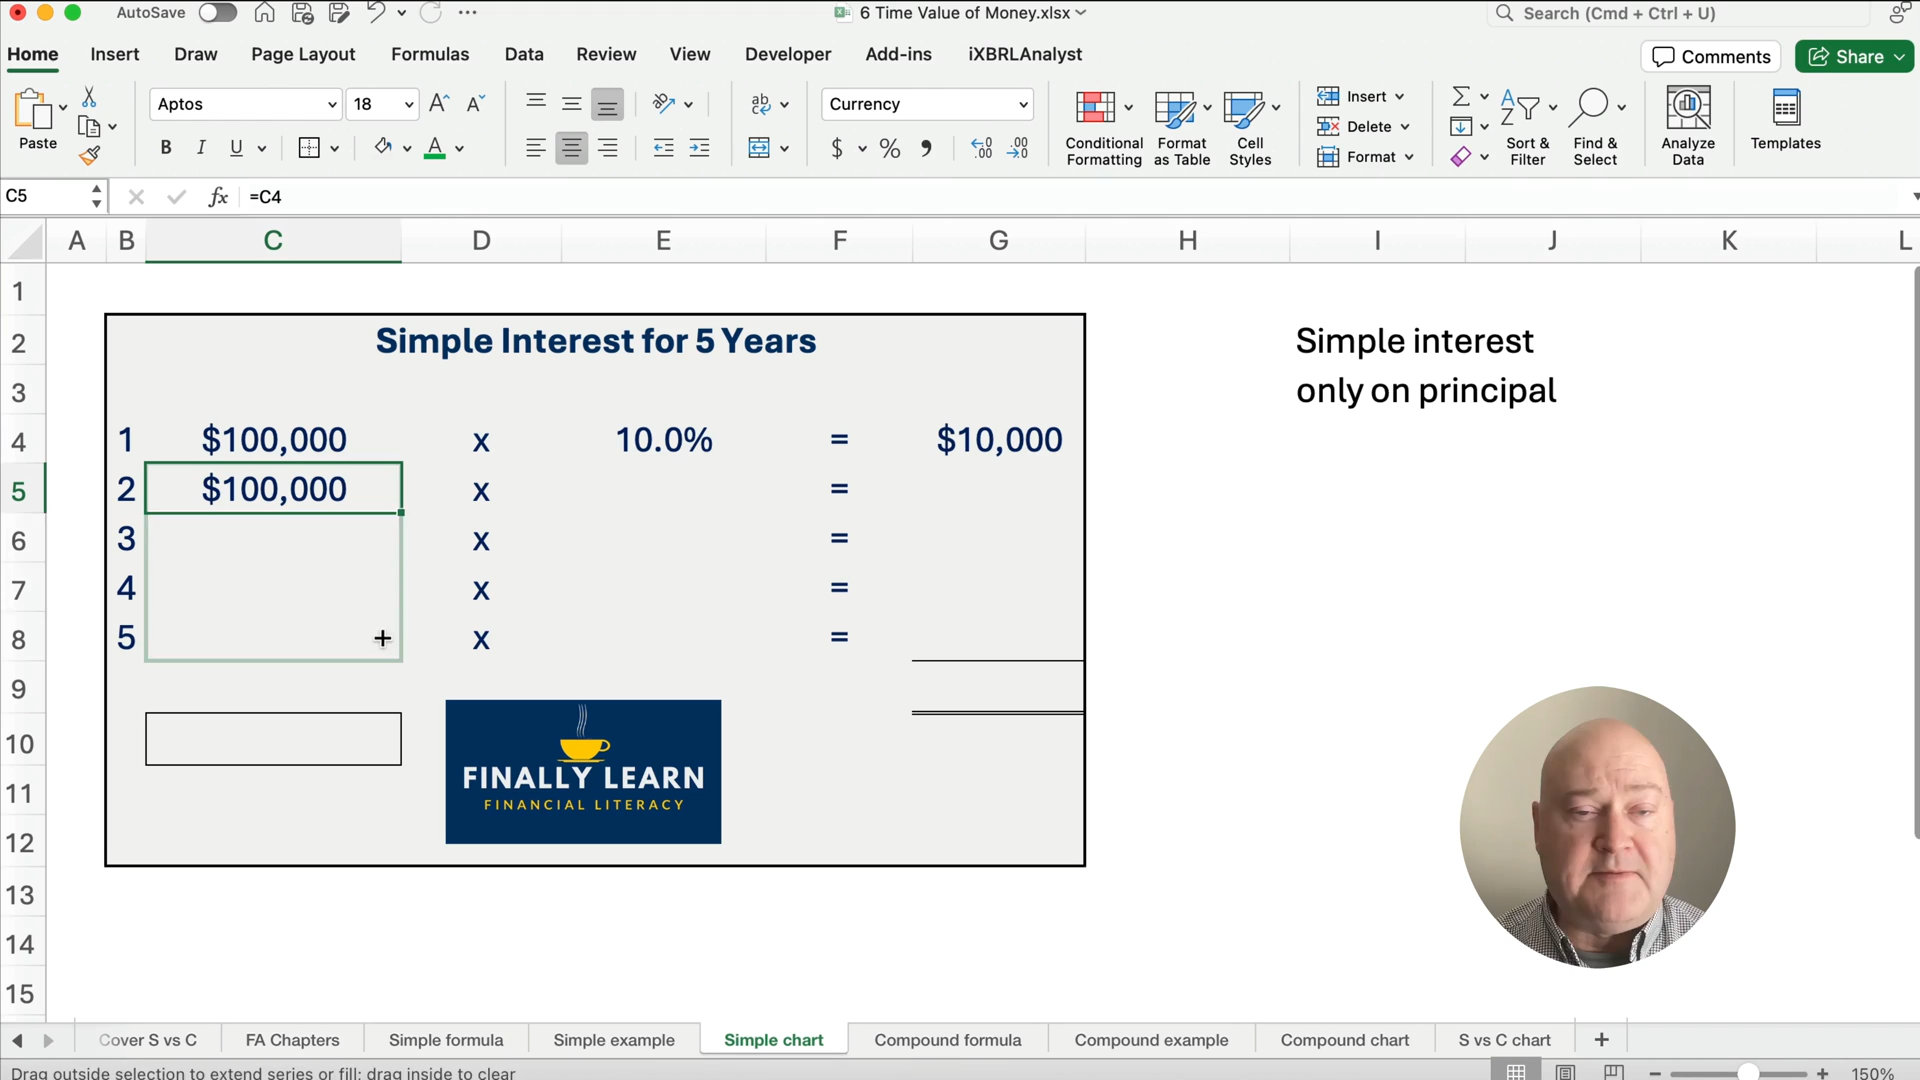 AutoSave
6 Time Value of Money.xlsx
Search (Cmd + Ctrl + U)
Home Insert Draw Page Layout Formulas Data Review View Developer Add-ins iXBRLAnalyst
Comments Share
Paste
Aptos 18
B I U
ab
Currency
$ %
Conditional Formatting
Format as Table
Cell Styles
Insert
Delete
Format
Sort & Filter
Find & Select
Analyze Data
Templates
C5 fx =C4
A B C D E F G H I J K L
1
2 Simple Interest for 5 Years Simple interest
3 only on principal
4 1 $100,000 x 10.0% = $10,000
5 2 $100,000 x =
6 3 x =
7 4 x =
8 5 x =
9
10
11
12
13
14
15
FINALLY LEARN
FINANCIAL LITERACY
Cover S vs C FA Chapters Simple formula Simple example Simple chart Compound formula Compound example Compound chart S vs C chart
Drag outside selection to extend series or fill; drag inside to clear
150%